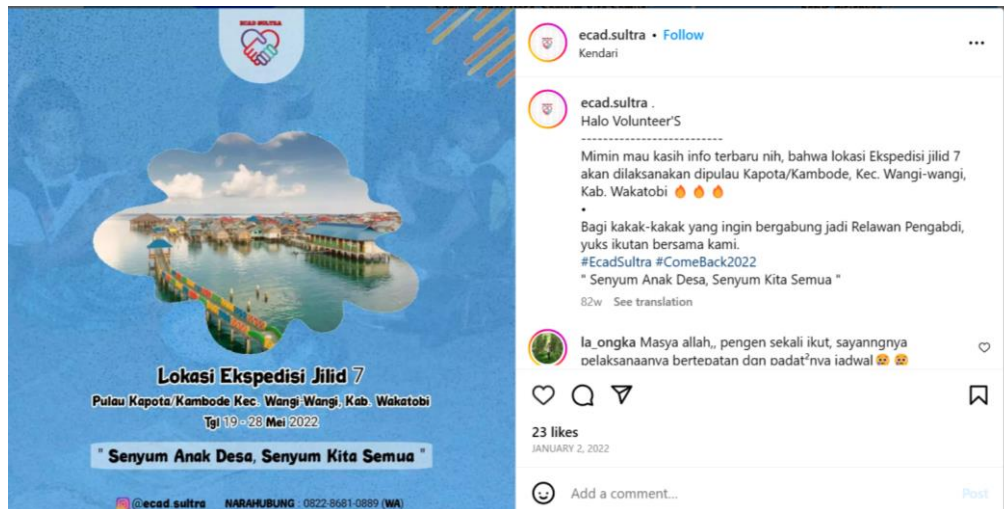 ECAD-SULTRA
Lokasi Ekspedisi Jilid 7
Pulau Kapota/Kambode Kec. Wangi-Wangi, Kab. Wakatobi
Tgl 19 - 28 Mei 2022
" Senyum Anak Desa, Senyum Kita Semua "
@ecad.sultra NARAHUBUNG : 0822-8681-0889 (WA)
ecad.sultra • Follow
Kendari
ecad.sultra .
Halo Volunteer'S
--------------------------
Mimin mau kasih info terbaru nih, bahwa lokasi Ekspedisi jilid 7
akan dilaksanakan dipulau Kapota/Kambode, Kec. Wangi-wangi,
Kab. Wakatobi 🔥 🔥 🔥
•
Bagi kakak-kakak yang ingin bergabung jadi Relawan Pengabdi,
yuks ikutan bersama kami.
#EcadSultra #ComeBack2022
" Senyum Anak Desa, Senyum Kita Semua "
82w See translation
la_ongka Masya allah,, pengen sekali ikut, sayanngnya
pelaksanaanya bertepatan dgn padat²nya jadwal 🥺 🥺
23 likes
JANUARY 2, 2022
Add a comment...
Post